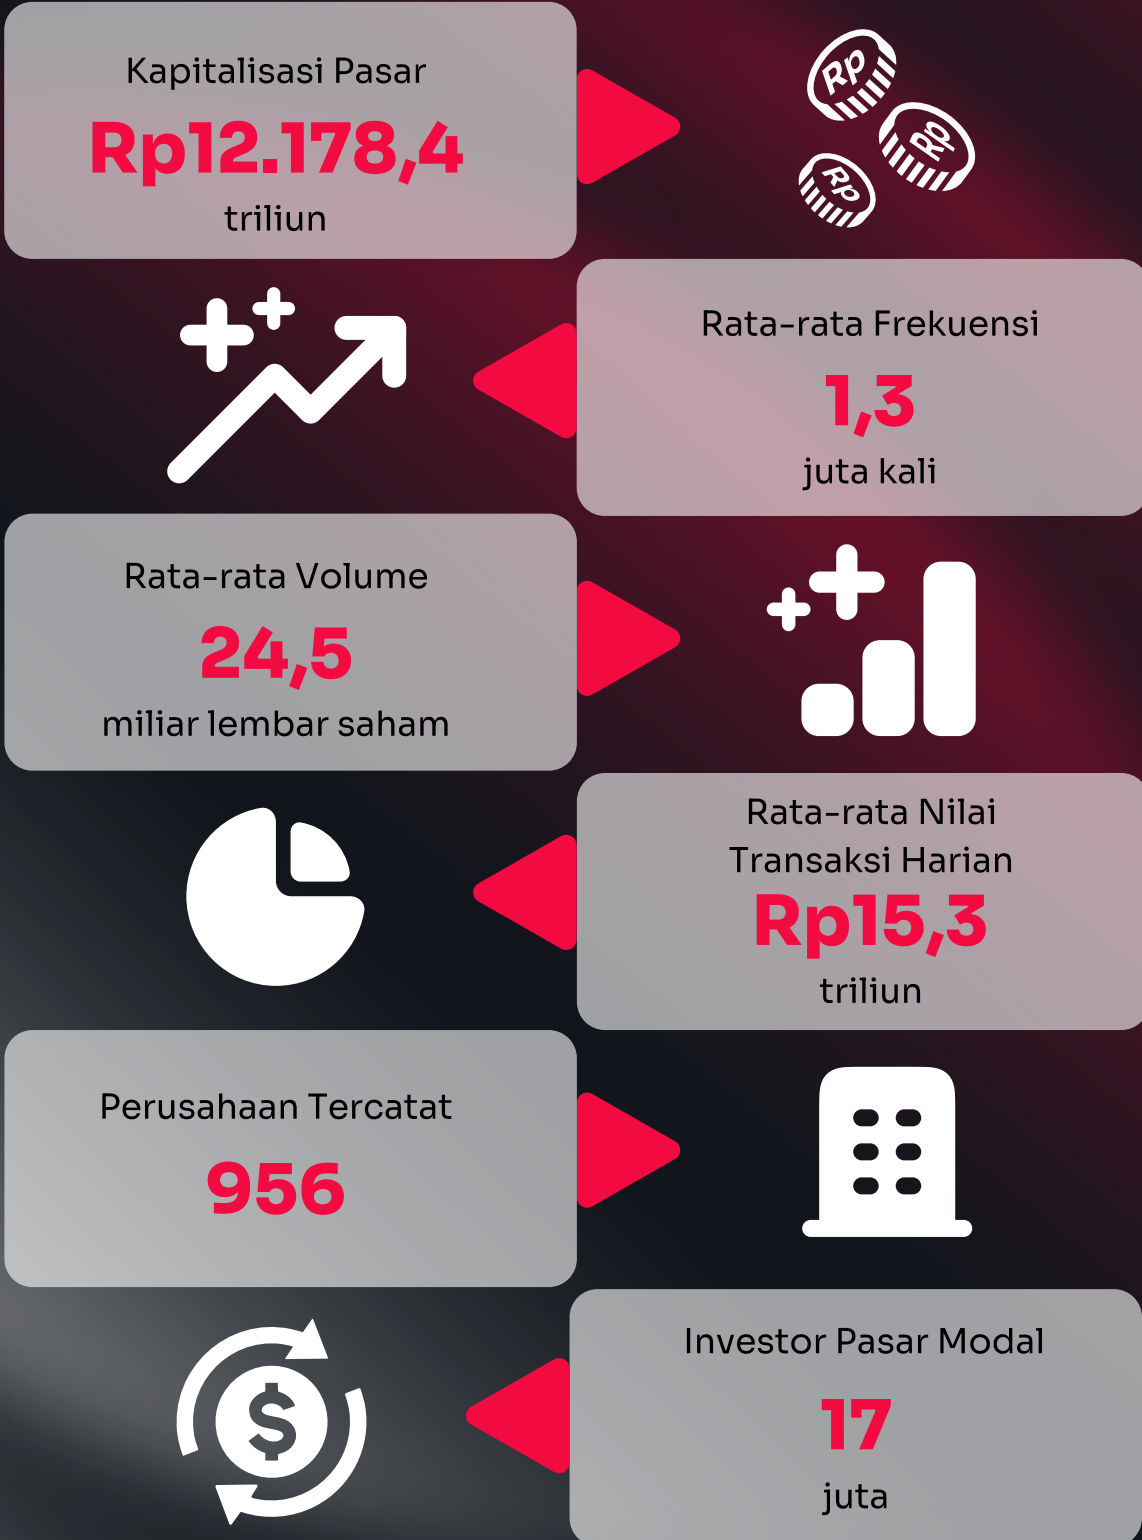 Kapitalisasi Pasar
Rp12.178,4
triliun
Rp
Rp
Rp
Rata-rata Frekuensi
1,3
juta kali
Rata-rata Volume
24,5
miliar lembar saham
Rata-rata Nilai
Transaksi Harian
Rp15,3
triliun
Perusahaan Tercatat
956
Investor Pasar Modal
17
juta
$